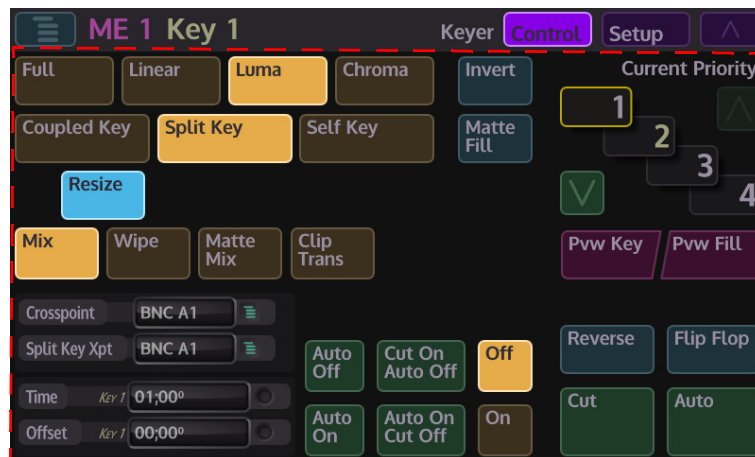 ME 1 Key 1
Keyer Control Setup
Full Linear Luma Chroma Invert Current Priority
Coupled Key Split Key Self Key Matte Fill
1
2
3
4
Resize
Mix Wipe Matte Mix Clip Trans Pvw Key Pvw Fill
Crosspoint BNC A1
Split Key Xpt BNC A1
Auto Off Cut On Auto Off Off Reverse Flip Flop
Time KEY 1 01;00⁰
Offset KEY 1 00;00⁰
Auto On Auto On Cut Off On Cut Auto